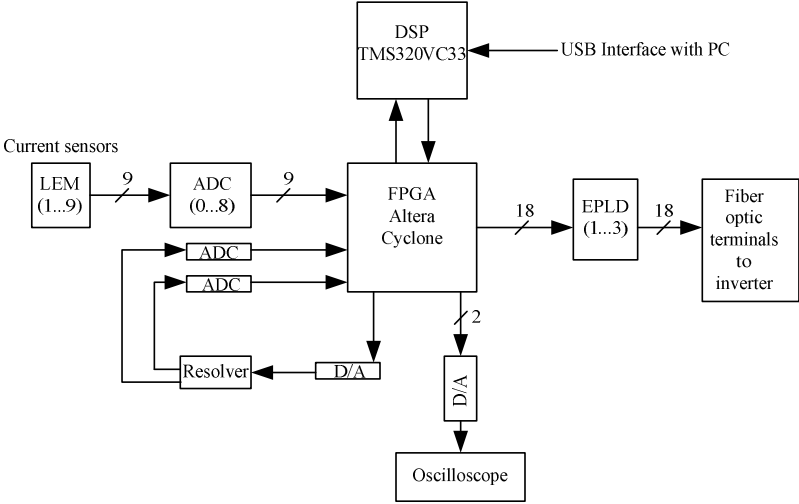 DSP
TMS320VC33
USB Interface with PC
Current sensors
LEM
(1...9)
9
ADC
(0...8)
9
FPGA
Altera
Cyclone
18
EPLD
(1...3)
18
Fiber
optic
terminals
to
inverter
ADC
ADC
2
Resolver
D/A
D/A
Oscilloscope